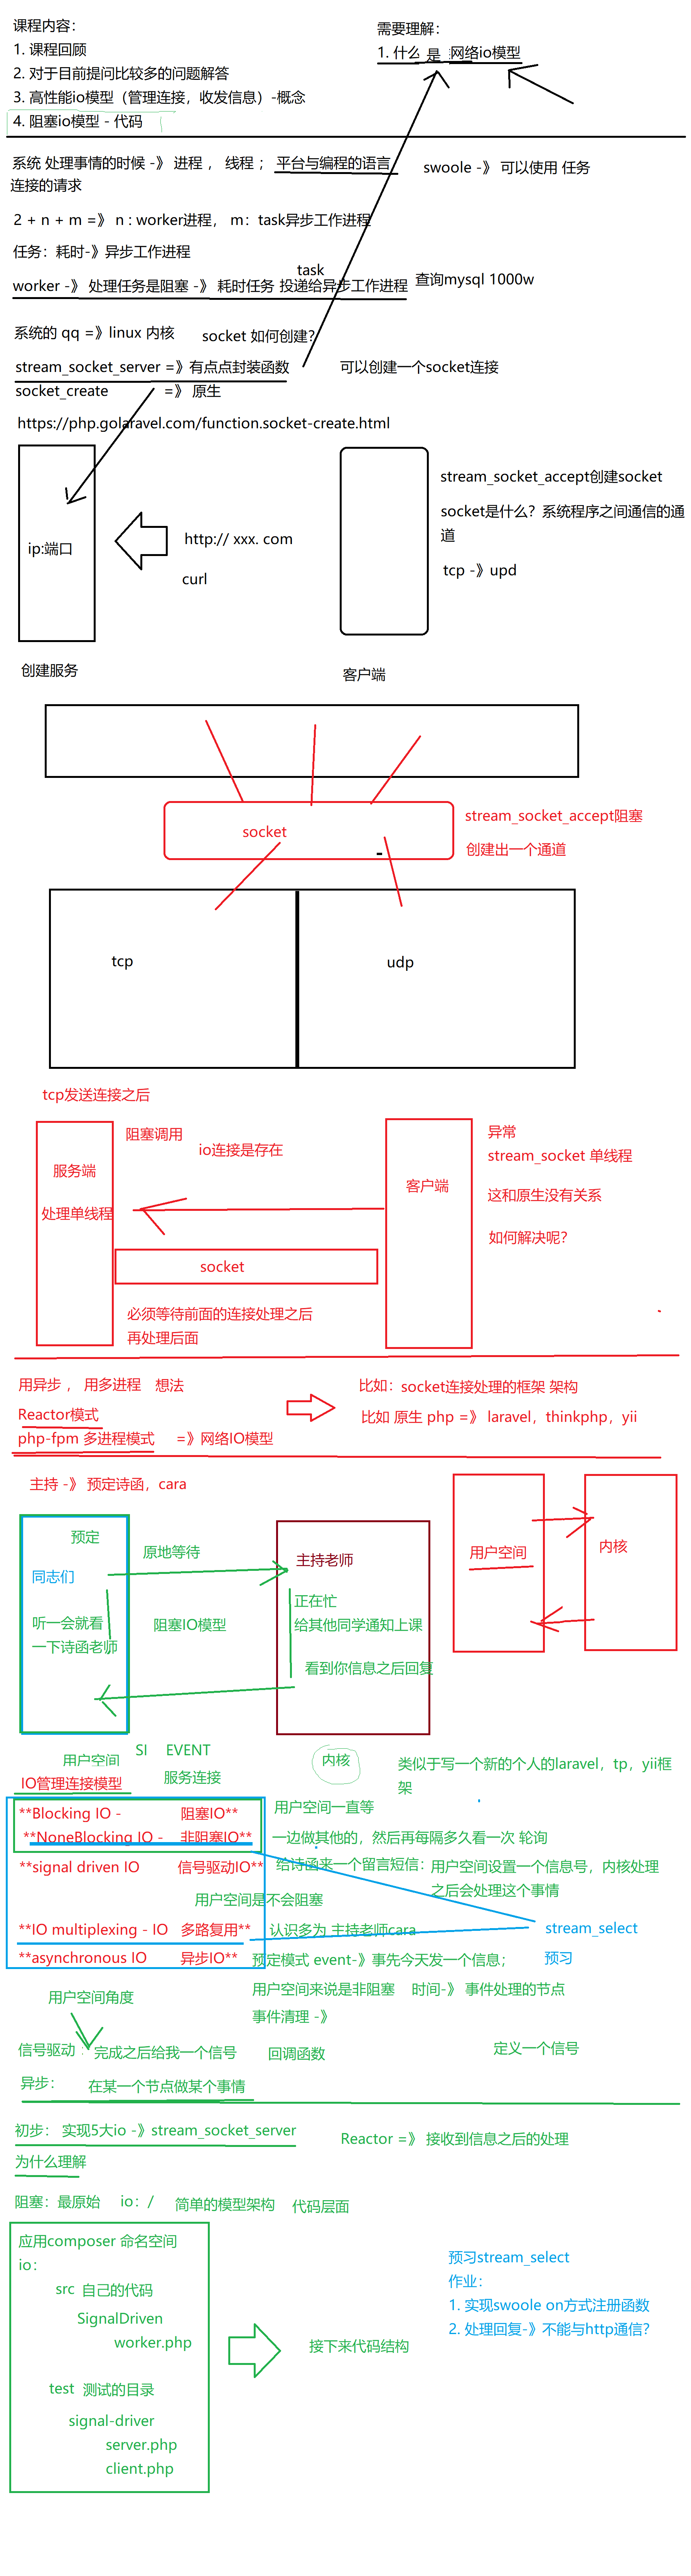 课程内容：
1. 课程回顾
2. 对于目前提问比较多的问题解答
3. 高性能io模型（管理连接，收发信息）-概念
4. 阻塞io模型 - 代码
需要理解：
1. 什么 是 网络io模型
系统 处理事情的时候 -》 进程 ， 线程 ； 平台与编程的语言
连接的请求
swoole -》 可以使用 任务
2 + n + m =》 n : worker进程， m：task异步工作进程
任务：耗时-》异步工作进程
task
worker -》 处理任务是阻塞 -》 耗时任务 投递给异步工作进程
查询mysql 1000w
系统的 qq =》linux 内核
socket 如何创建？
stream_socket_server =》有点点封装函数
可以创建一个socket连接
socket_create =》 原生
https://php.golaravel.com/function.socket-create.html
ip:端口
http:// xxx. com
curl
stream_socket_accept创建socket
socket是什么？系统程序之间通信的通
道
tcp -》upd
创建服务
客户端
socket
stream_socket_accept阻塞
创建出一个通道
tcp
udp
tcp发送连接之后
服务端
处理单线程
阻塞调用
io连接是存在
socket
客户端
异常
stream_socket 单线程
这和原生没有关系
如何解决呢？
必须等待前面的连接处理之后
再处理后面
用异步 ， 用多进程 想法
Reactor模式
php-fpm 多进程模式 =》网络IO模型
比如：socket连接处理的框架 架构
比如 原生 php =》 laravel，thinkphp，yii
主持 -》 预定诗函，cara
预定
同志们
听一会就看
一下诗函老师
原地等待
阻塞IO模型
主持老师
正在忙
给其他同学通知上课
看到你信息之后回复
用户空间
内核
用户空间
SI EVENT
服务连接
内核
类似于写一个新的个人的laravel，tp，yii框
架
IO管理连接模型
**Blocking IO - 阻塞IO**
用户空间一直等
**NoneBlocking IO - 非阻塞IO**
一边做其他的，然后再每隔多久看一次 轮询
**signal driven IO 信号驱动IO**
给诗函来一个留言短信：用户空间设置一个信息号，内核处理
之后会处理这个事情
用户空间是不会阻塞
**IO multiplexing - IO 多路复用**
认识多为 主持老师cara
stream_select
**asynchronous IO 异步IO**
预定模式 event-》事先今天发一个信息；
预习
用户空间来说是非阻塞 时间-》 事件处理的节点
事件清理 -》
用户空间角度
信号驱动 ：完成之后给我一个信号
回调函数
定义一个信号
异步： 在某一个节点做某个事情
初步： 实现5大io -》stream_socket_server
Reactor =》 接收到信息之后的处理
为什么理解
阻塞：最原始 io：/ 简单的模型架构 代码层面
应用composer 命名空间
io：
src 自己的代码
SignalDriven
worker.php
test 测试的目录
signal-driver
server.php
client.php
接下来代码结构
预习stream_select
作业：
1. 实现swoole on方式注册函数
2. 处理回复-》不能与http通信？